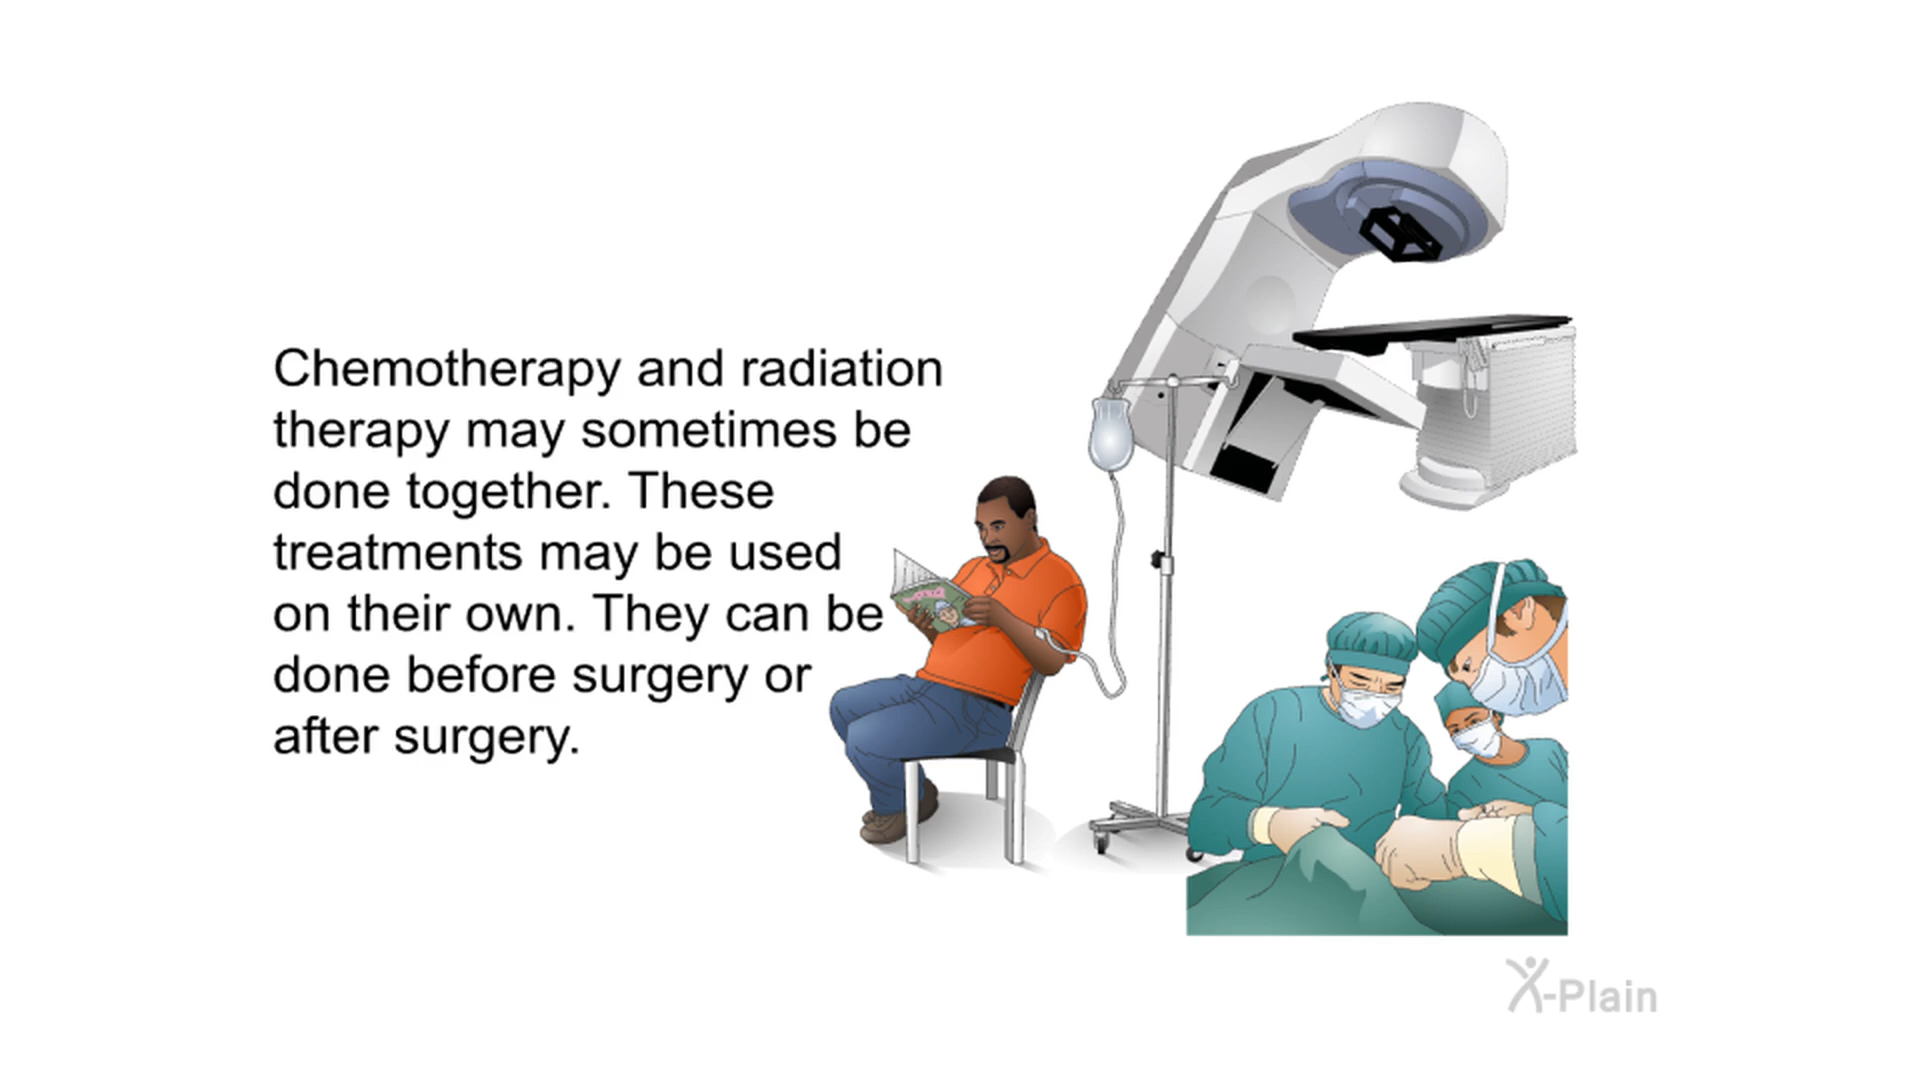 Chemotherapy and radiation
therapy may sometimes be
done together. These
treatments may be used
on their own. They can be
done before surgery or
after surgery.
X-Plain